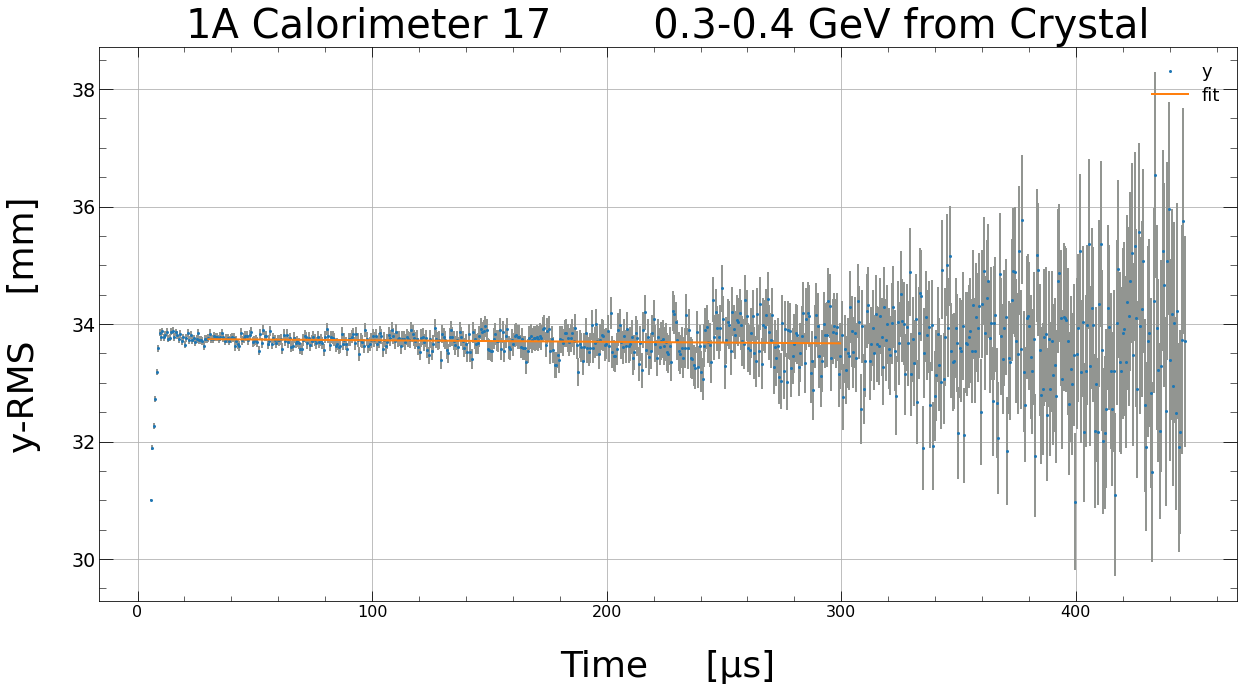 1A Calorimeter 17 0.3-0.4 GeV from Crystal
y
fit
38
36
34
32
30
y-RMS [mm]
0 100 200 300 400
Time [μs]